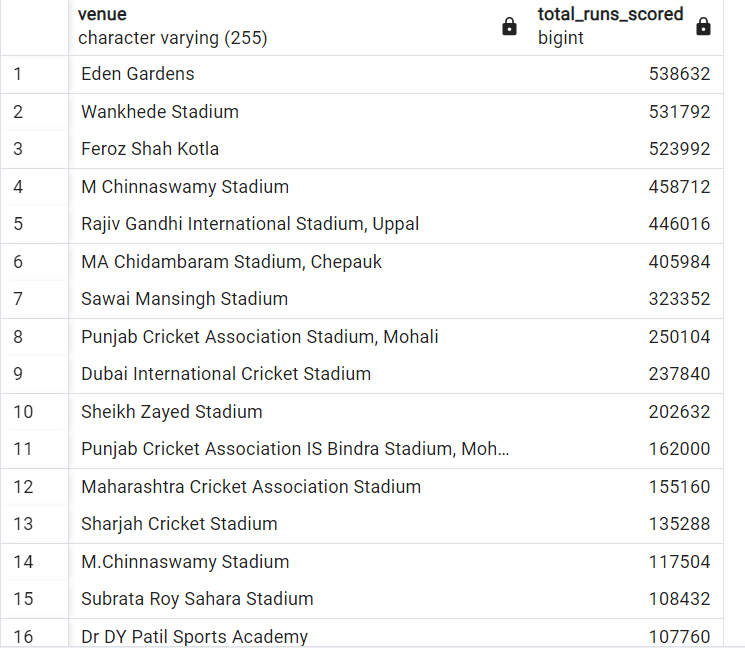 venue total_runs_scored
character varying (255) bigint
1 Eden Gardens 538632
2 Wankhede Stadium 531792
3 Feroz Shah Kotla 523992
4 M Chinnaswamy Stadium 458712
5 Rajiv Gandhi International Stadium, Uppal 446016
6 MA Chidambaram Stadium, Chepauk 405984
7 Sawai Mansingh Stadium 323352
8 Punjab Cricket Association Stadium, Mohali 250104
9 Dubai International Cricket Stadium 237840
10 Sheikh Zayed Stadium 202632
11 Punjab Cricket Association IS Bindra Stadium, Moh... 162000
12 Maharashtra Cricket Association Stadium 155160
13 Sharjah Cricket Stadium 135288
14 M.Chinnaswamy Stadium 117504
15 Subrata Roy Sahara Stadium 108432
16 Dr DY Patil Sports Academy 107760